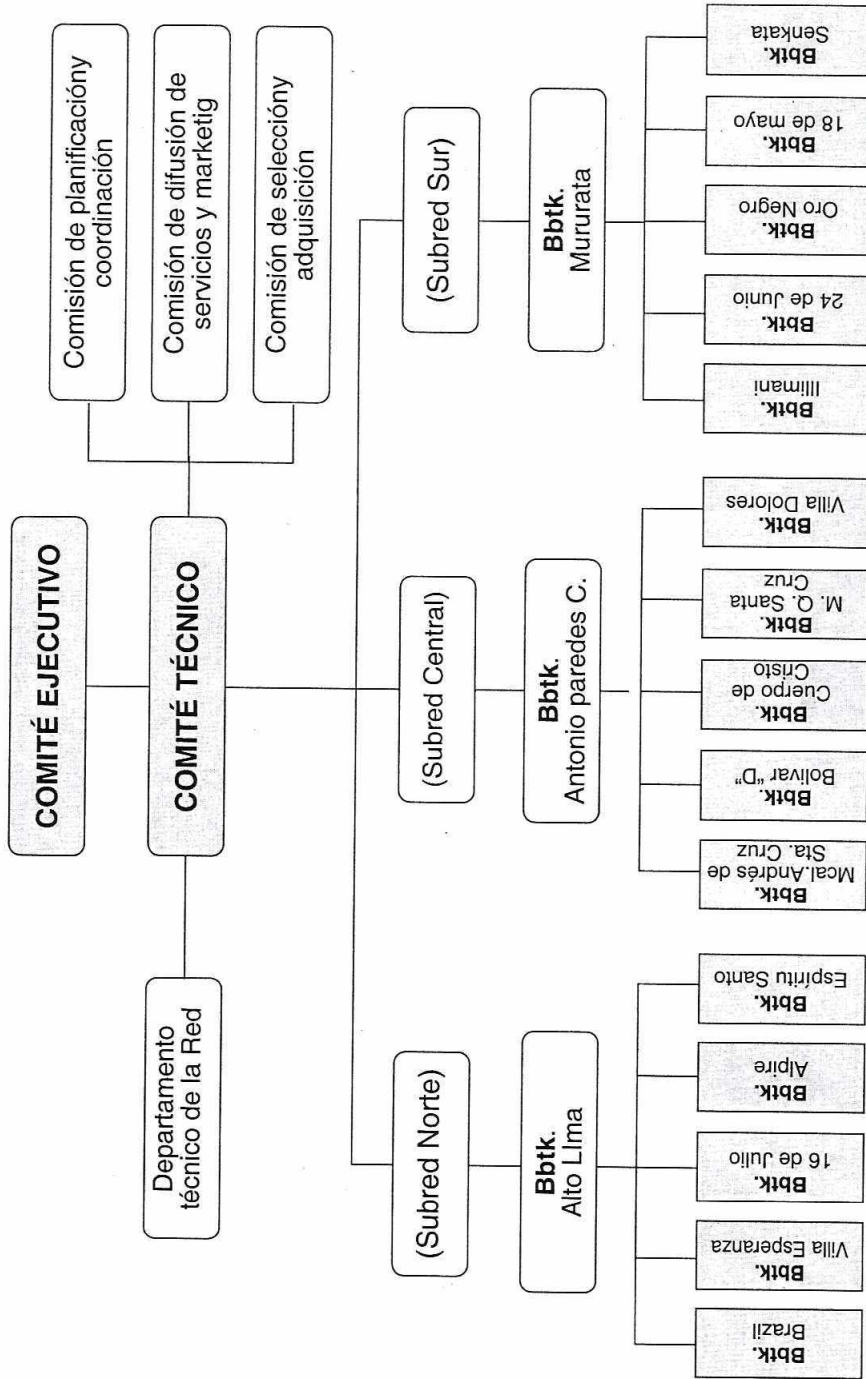 COMITÉ EJECUTIVO
COMITÉ TÉCNICO
Departamento
técnico de la Red
Comisión de planificacióny
coordinación
Comisión de difusión de
servicios y marketig
Comisión de seleccióny
adquisición
(Subred Norte)
(Subred Central)
(Subred Sur)
Bbtk.
Alto LIma
Bbtk.
Antonio paredes C.
Bbtk.
Mururata
Bbtk.
Brazil
Bbtk.
Villa Esperanza
Bbtk.
16 de Julio
Bbtk.
Alpire
Bbtk.
Espíritu Santo
Bbtk.
Mcal.Andrés de
Sta. Cruz
Bbtk.
Bolivar "D"
Bbtk.
Cuerpo de
Cristo
Bbtk.
M. Q. Santa
Cruz
Bbtk.
Villa Dolores
Bbtk.
Illimani
Bbtk.
24 de Junio
Bbtk.
Oro Negro
Bbtk.
18 de mayo
Bbtk.
Senkata